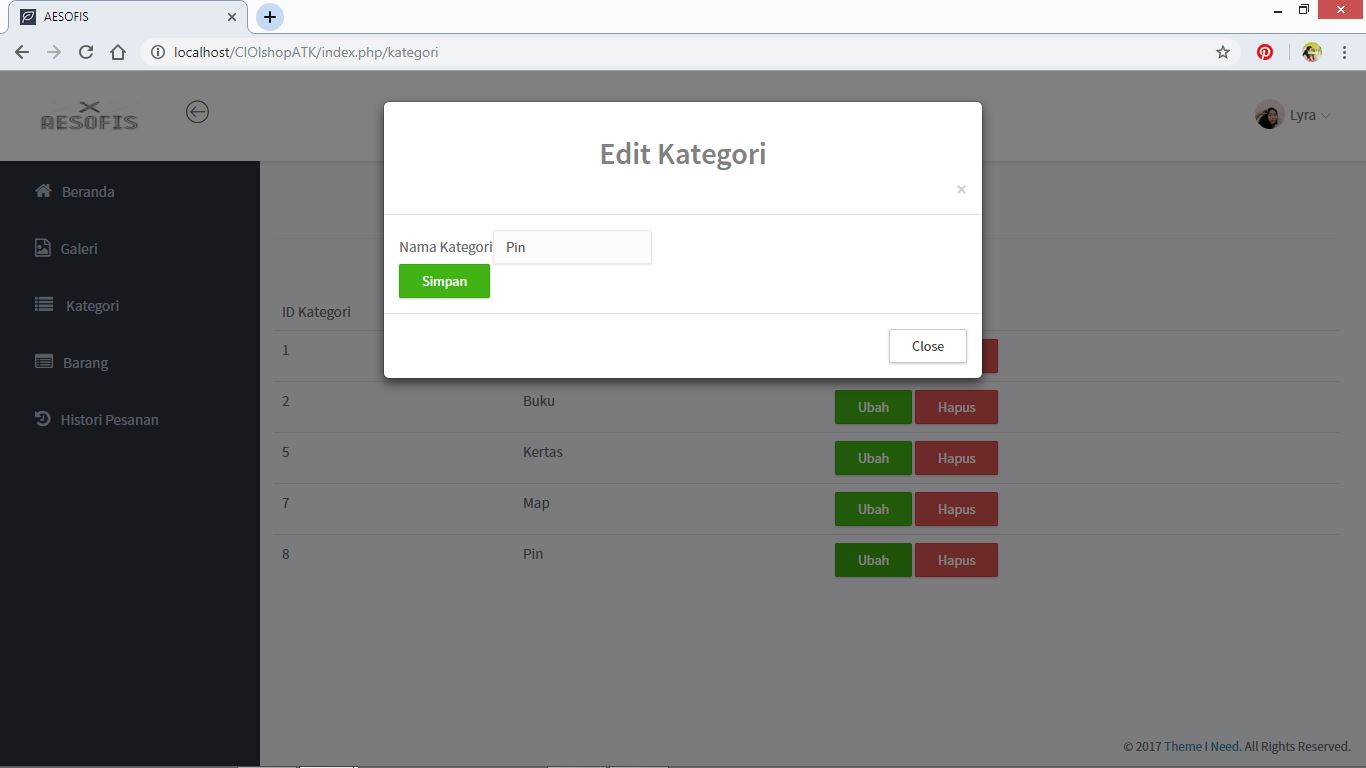 AESOFIS
localhost/CIOlshopATK/index.php/kategori
AESOFIS
Lyra
Edit Kategori
×
Beranda
Galeri
Kategori
Barang
Histori Pesanan
Nama Kategori Pin
Simpan
Close
ID Kategori
1
2 Buku Ubah Hapus
5 Kertas Ubah Hapus
7 Map Ubah Hapus
8 Pin Ubah Hapus
© 2017 Theme I Need. All Rights Reserved.